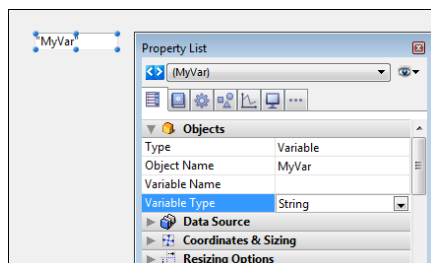 "MyVar"
Property List
(MyVar)
Objects
Type Variable
Object Name MyVar
Variable Name
Variable Type String
Data Source
Coordinates & Sizing
Resizing Options